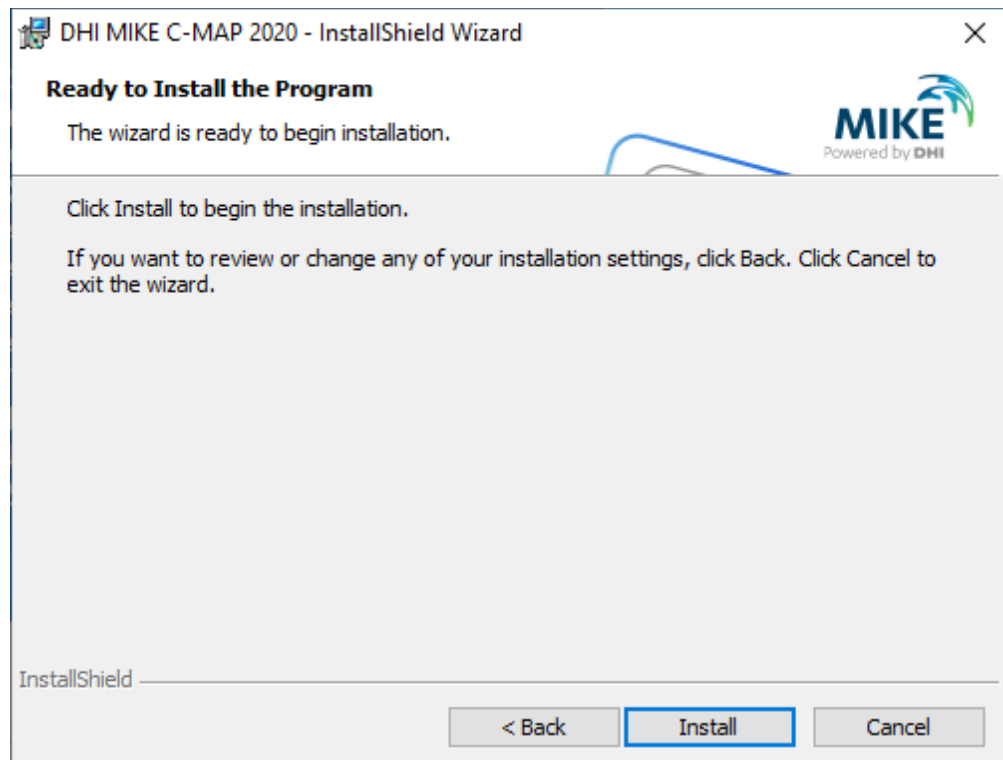 DHI MIKE C-MAP 2020 - InstallShield Wizard
Ready to Install the Program
The wizard is ready to begin installation.
MIKE
Powered by DHI
Click Install to begin the installation.
If you want to review or change any of your installation settings, click Back. Click Cancel to
exit the wizard.
InstallShield
< Back
Install
Cancel